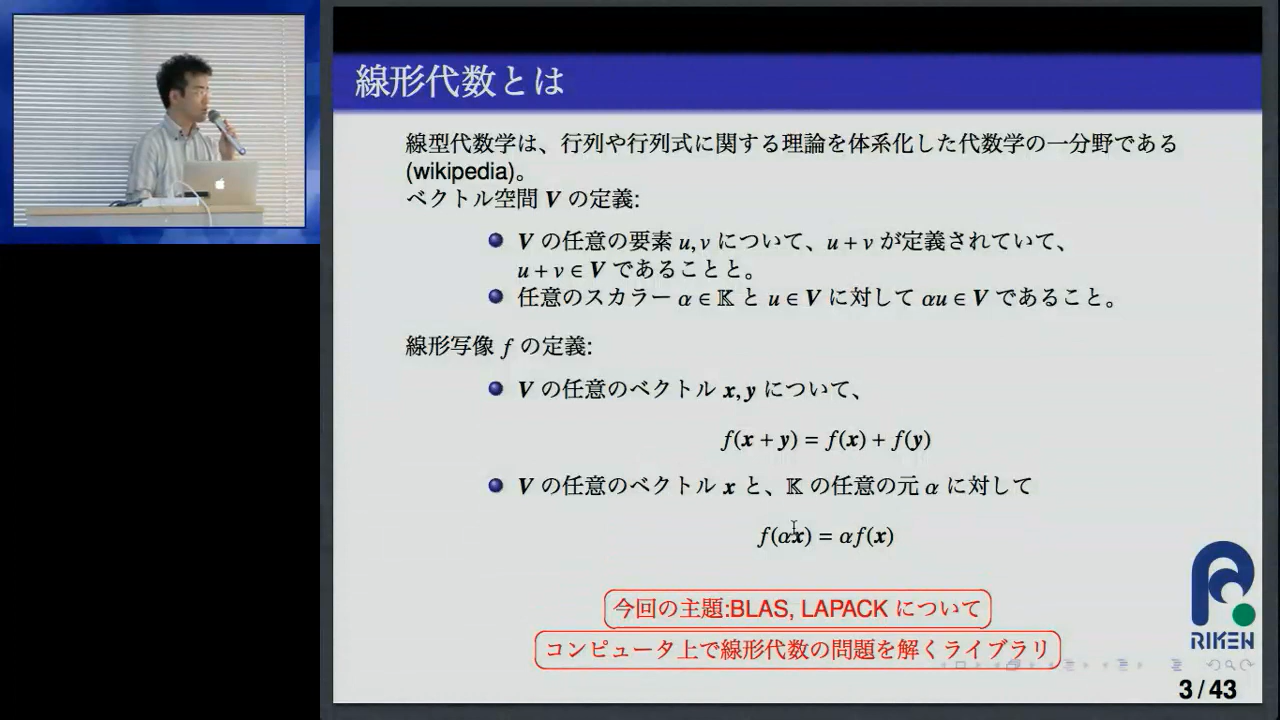 線形代数とは
線型代数学は、行列や行列式に関する理論を体系化した代数学の一分野である
(wikipedia)。
ベクトル空間 V の定義:
V の任意の要素 u, v について、u + v が定義されていて、
u + v ∈ V であることと。
任意のスカラー α ∈ 𝕂 と u ∈ V に対して αu ∈ V であること。
線形写像 f の定義:
V の任意のベクトル x, y について、
f(x + y) = f(x) + f(y)
V の任意のベクトル x と、𝕂 の任意の元 α に対して
f(αx) = αf(x)
今回の主題:BLAS, LAPACK について
コンピュータ上で線形代数の問題を解くライブラリ
RIKEN
3 / 43